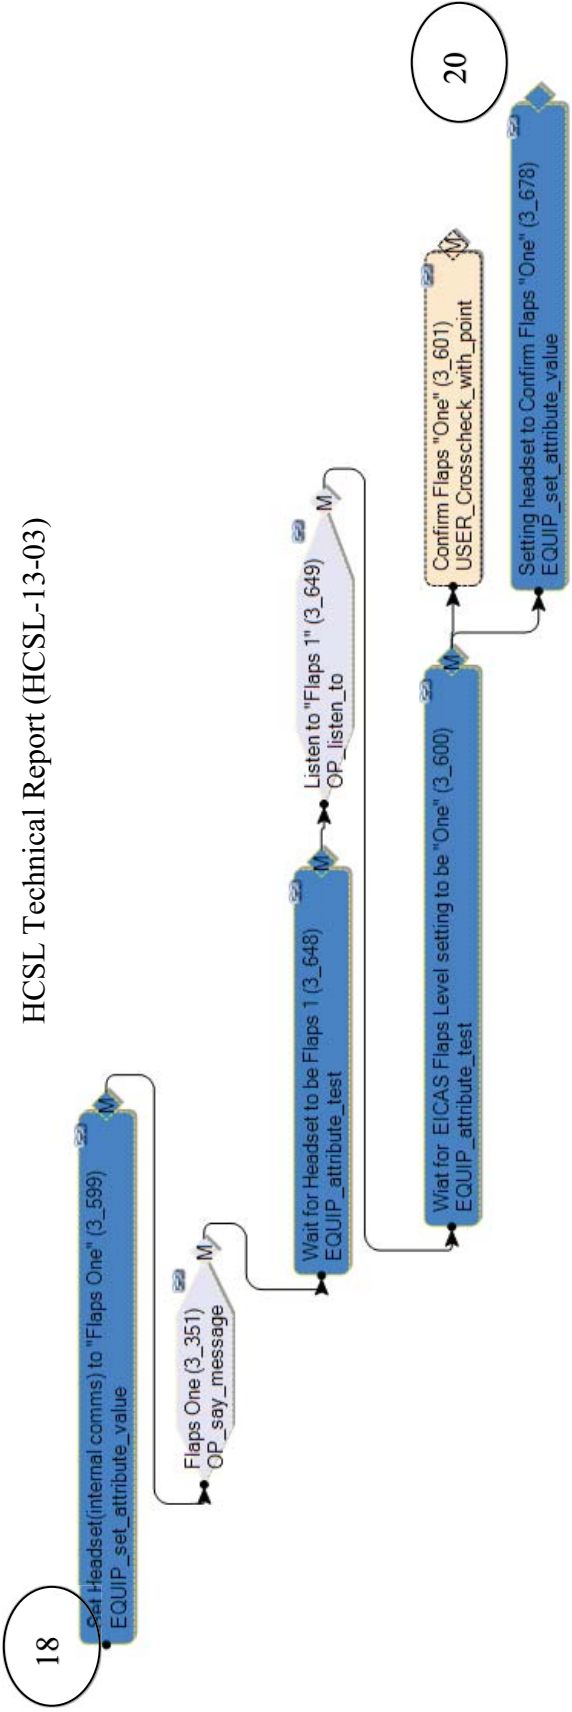 HCSL Technical Report (HCSL-13-03)
18
Set Headset(internal comms) to "Flaps One" (3_599)
EQUIP_set_attribute_value
M
Flaps One (3_351)
OP_say_message
M
Wait for Headset to be Flaps 1 (3_648)
EQUIP_attribute_test
M
Listen to "Flaps 1" (3_649)
OP_listen_to
M
Wiat for EICAS Flaps Level setting to be "One" (3_600)
EQUIP_attribute_test
M
Confirm Flaps "One" (3_601)
USER_Crosscheck_with_point
M
Setting headset to Confirm Flaps "One" (3_678)
EQUIP_set_attribute_value
20